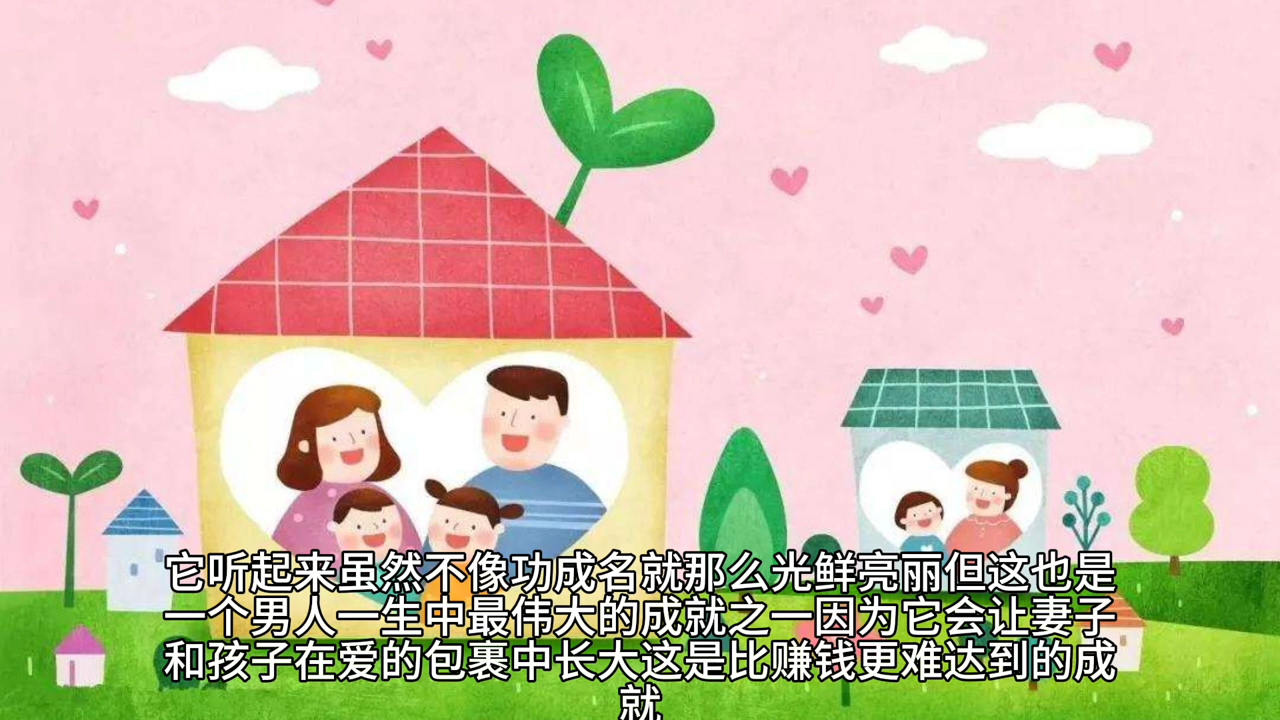 它听起来虽然不像功成名就那么光鲜亮丽但这也是
一个男人一生中最伟大的成就之一因为它会让妻子
和孩子在爱的包裹中长大这是比赚钱更难达到的成
就